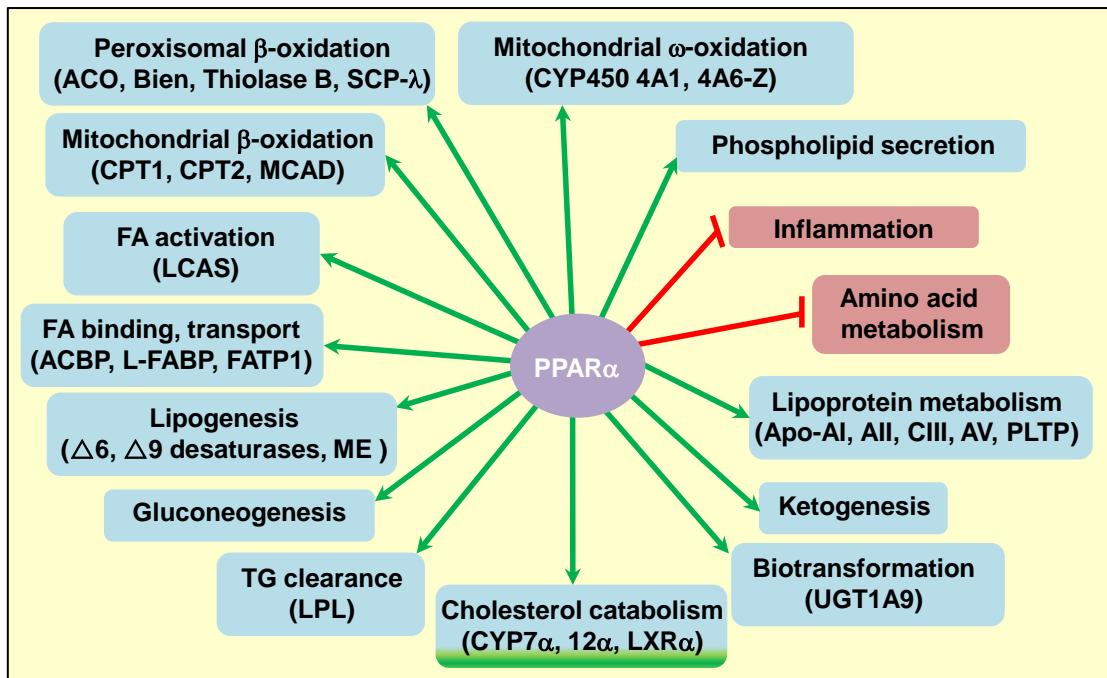 Peroxisomal β-oxidation
(ACO, Bien, Thiolase B, SCP-λ)
Mitochondrial ω-oxidation
(CYP450 4A1, 4A6-Z)
Mitochondrial β-oxidation
(CPT1, CPT2, MCAD)
Phospholipid secretion
FA activation
(LCAS)
Inflammation
Amino acid
metabolism
FA binding, transport
(ACBP, L-FABP, FATP1)
PPARα
Lipogenesis
(△6, △9 desaturases, ME )
Lipoprotein metabolism
(Apo-AI, AII, CIII, AV, PLTP)
Gluconeogenesis
Ketogenesis
TG clearance
(LPL)
Cholesterol catabolism
(CYP7α, 12α, LXRα)
Biotransformation
(UGT1A9)